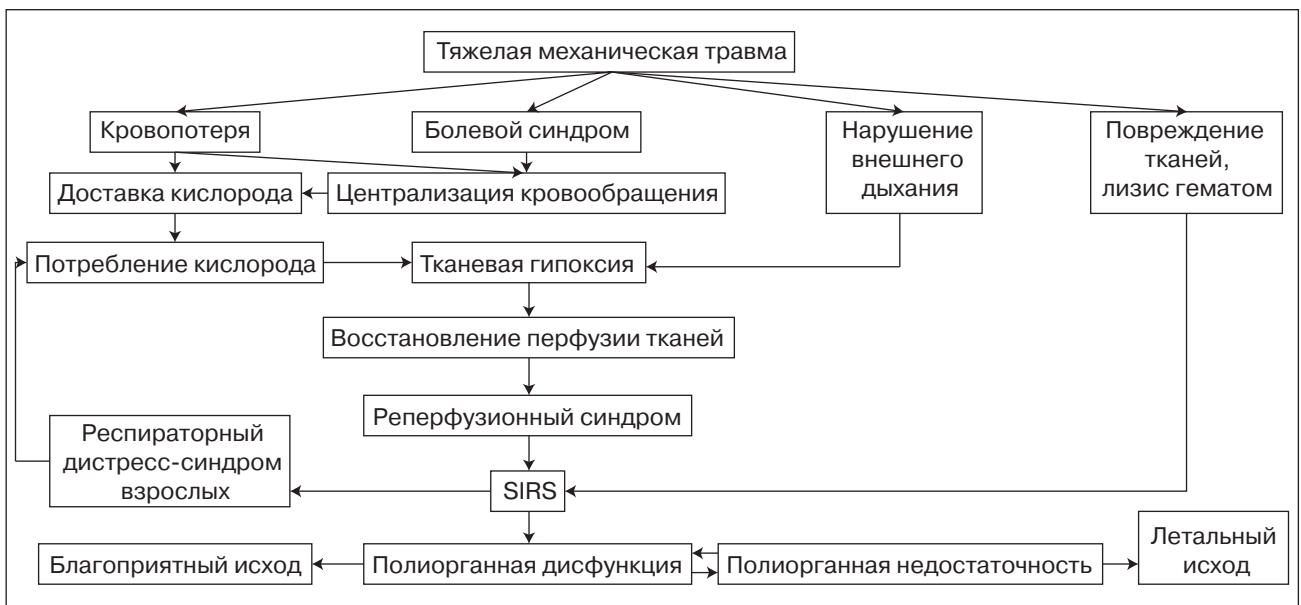 Тяжелая механическая травма
Кровопотеря
Болевой синдром
Нарушение
внешнего
дыхания
Повреждение
тканей,
лизис гематом
Доставка кислорода
Централизация кровообращения
Потребление кислорода
Тканевая гипоксия
Восстановление перфузии тканей
Реперфузионный синдром
Респираторный
дистресс-синдром
взрослых
SIRS
Благоприятный исход
Полиорганная дисфункция
Полиорганная недостаточность
Летальный
исход